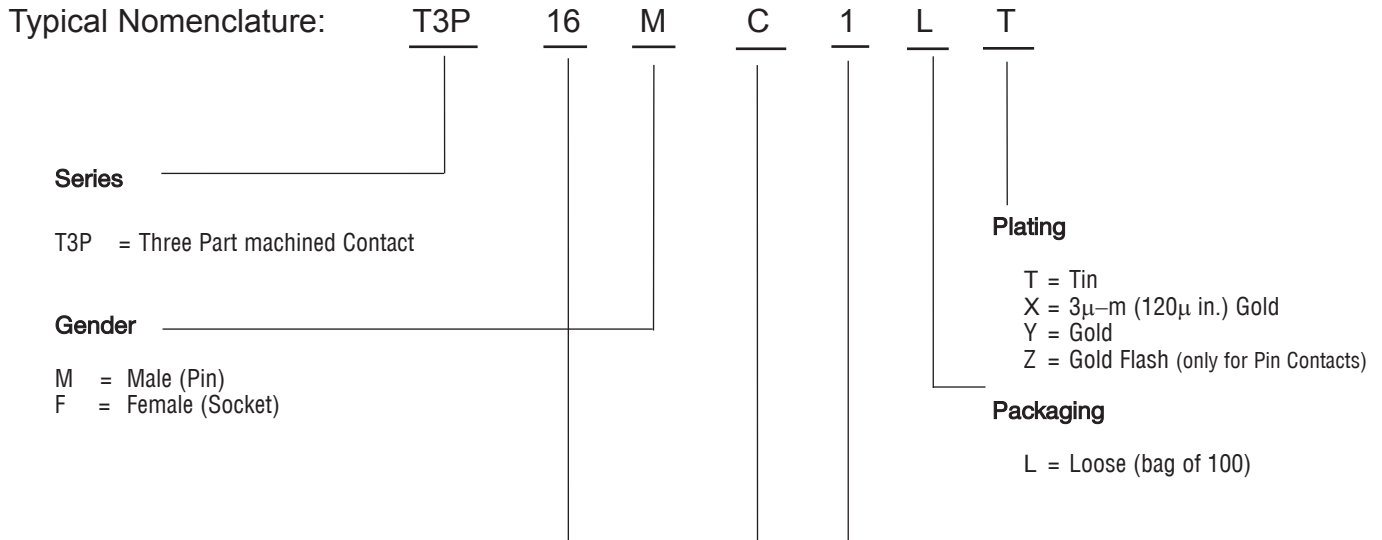 Typical Nomenclature: T3P 16 M C 1 L T
Series
T3P = Three Part machined Contact
Gender
M = Male (Pin)
F = Female (Socket)
Plating
T = Tin
X = 3μ–m (120μ in.) Gold
Y = Gold
Z = Gold Flash (only for Pin Contacts)
Packaging
L = Loose (bag of 100)